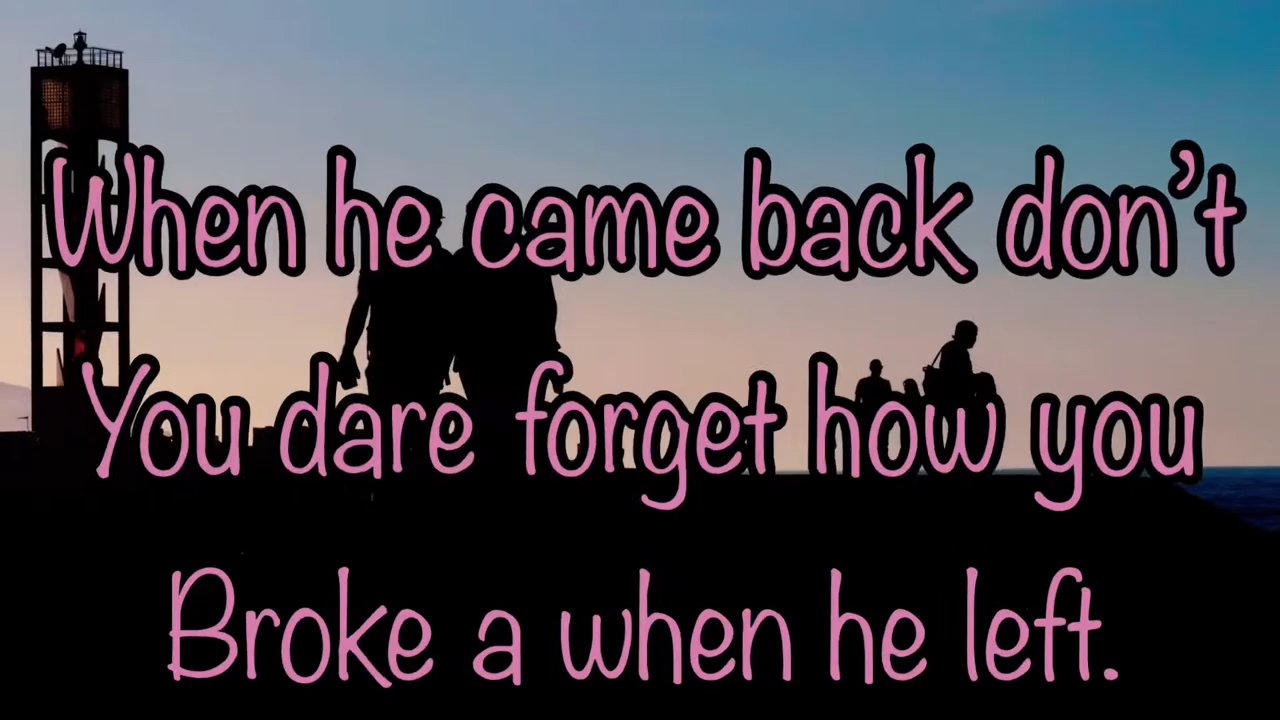 When he came back don’t
You dare forget how you
Broke a when he left.